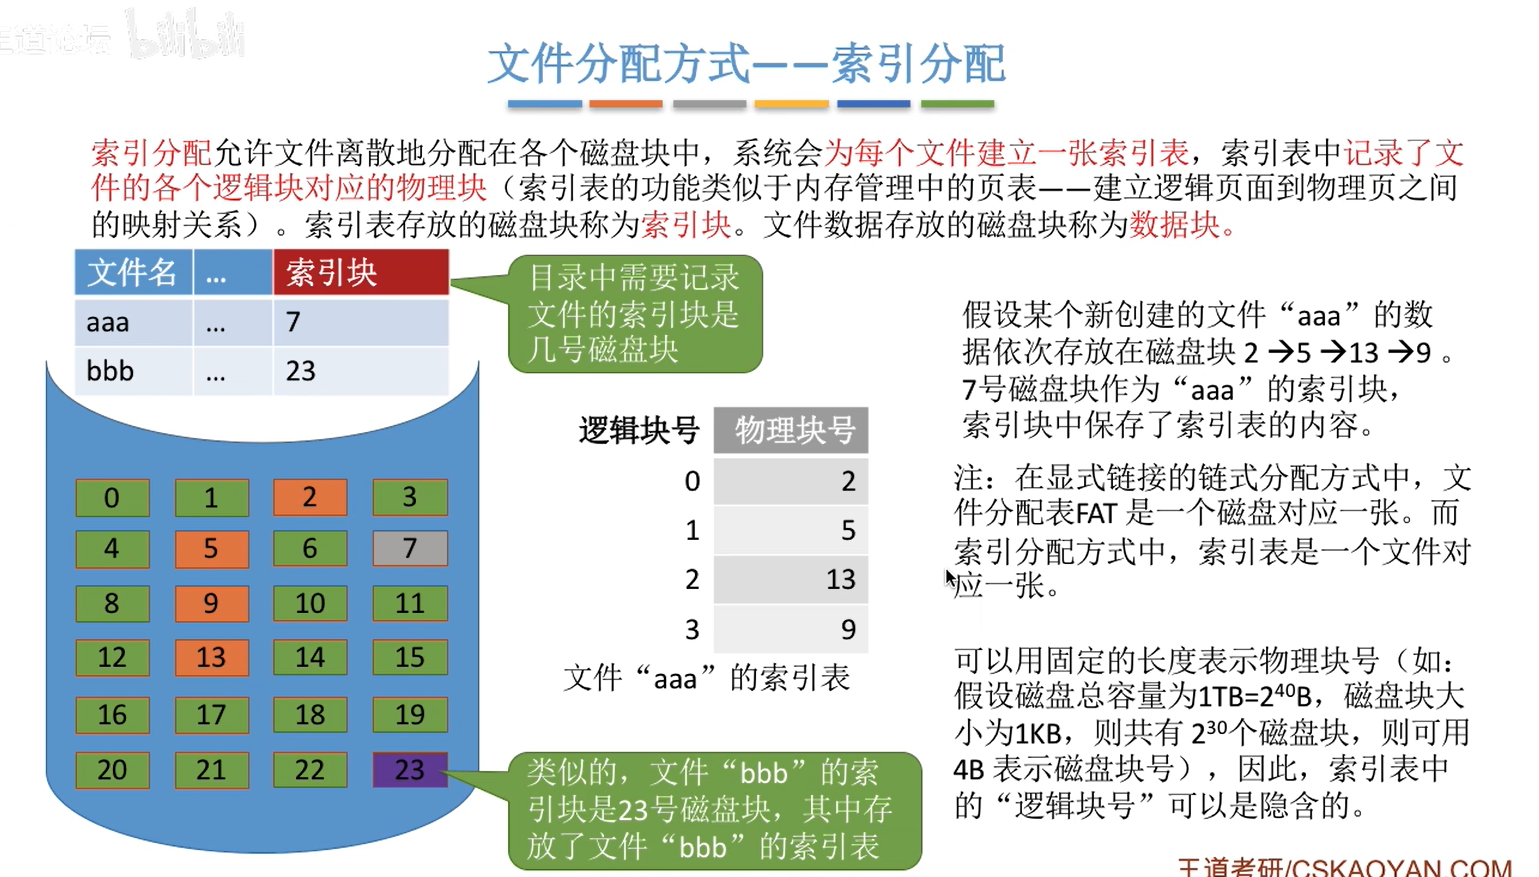 王道论坛 bilibili
文件分配方式——索引分配
索引分配允许文件离散地分配在各个磁盘块中，系统会为每个文件建立一张索引表，索引表中记录了文
件的各个逻辑块对应的物理块（索引表的功能类似于内存管理中的页表——建立逻辑页面到物理页之间
的映射关系）。索引表存放的磁盘块称为索引块。文件数据存放的磁盘块称为数据块。
文件名 ... 索引块
aaa ... 7
bbb ... 23
目录中需要记录
文件的索引块是
几号磁盘块
0 1 2 3
4 5 6 7
8 9 10 11
12 13 14 15
16 17 18 19
20 21 22 23
逻辑块号 物理块号
0 2
1 5
2 13
3 9
文件“aaa”的索引表
类似的，文件“bbb”的索
引块是23号磁盘块，其中存
放了文件“bbb”的索引表
假设某个新创建的文件“aaa”的数
据依次存放在磁盘块 2 →5 →13 →9 。
7号磁盘块作为“aaa”的索引块，
索引块中保存了索引表的内容。
注：在显式链接的链式分配方式中，文
件分配表FAT 是一个磁盘对应一张。而
索引分配方式中，索引表是一个文件对
应一张。
可以用固定的长度表示物理块号（如：
假设磁盘总容量为1TB=2⁴⁰B，磁盘块大
小为1KB，则共有 2³⁰个磁盘块，则可用
4B 表示磁盘块号），因此，索引表中
的“逻辑块号”可以是隐含的。
王道考研/CSKAOYAN.COM